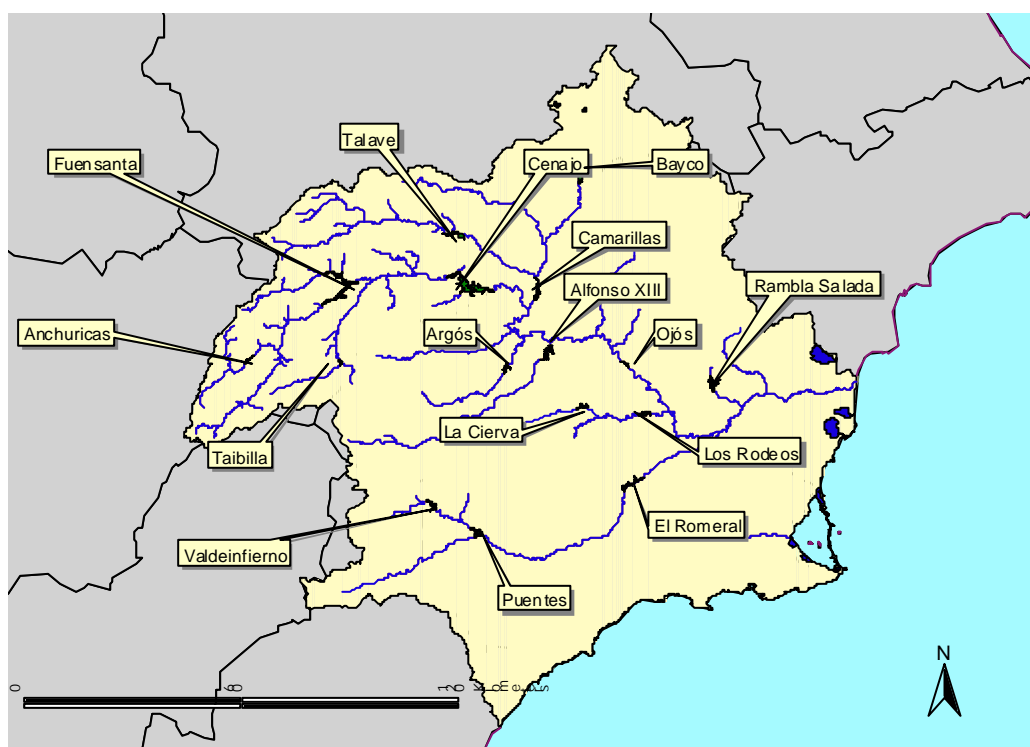 Talave
Fuensanta
Cenajo
Bayco
Camarillas
Alfonso XIII
Rambla Salada
Anchuricas
Argós
Ojós
La Cierva
Taibilla
Los Rodeos
El Romeral
Valdeinfierno
Puentes
N
0